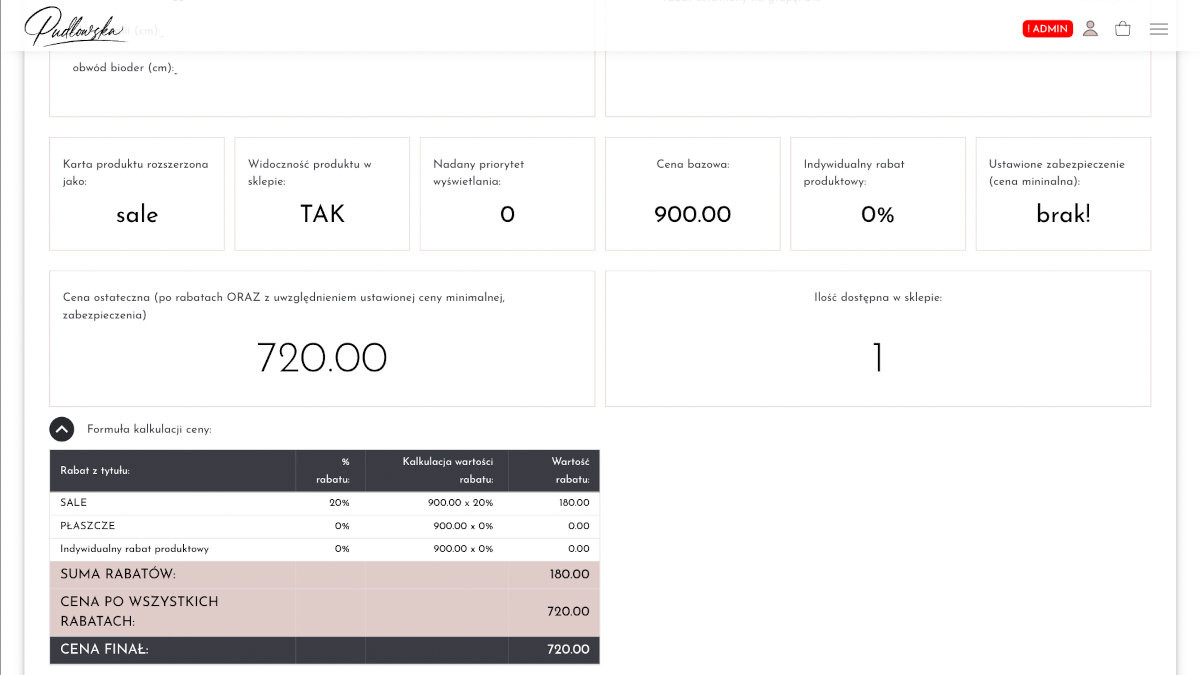 Pudłowska
! ADMIN
obwód bioder (cm):
Karta produktu rozszerzona
jako:
sale
Widoczność produktu w
sklepie:
TAK
Nadany priorytet
wyświetlania:
0
Cena bazowa:
900.00
Indywidualny rabat
produktowy:
0%
Ustawione zabezpieczenie
(cena mininalna):
brak!
Cena ostateczna (po rabatach ORAZ z uwzględnieniem ustawionej ceny minimalnej,
zabezpieczenia)
720.00
Ilość dostępna w sklepie:
1
Formuła kalkulacji ceny:
Rabat z tytułu: % rabatu: Kalkulacja wartości rabatu: Wartość rabatu:
SALE 20% 900.00 x 20% 180.00
PŁASZCZE 0% 900.00 x 0% 0.00
Indywidualny rabat produktowy 0% 900.00 x 0% 0.00
SUMA RABATÓW: 180.00
CENA PO WSZYSTKICH
RABATACH: 720.00
CENA FINAŁ: 720.00